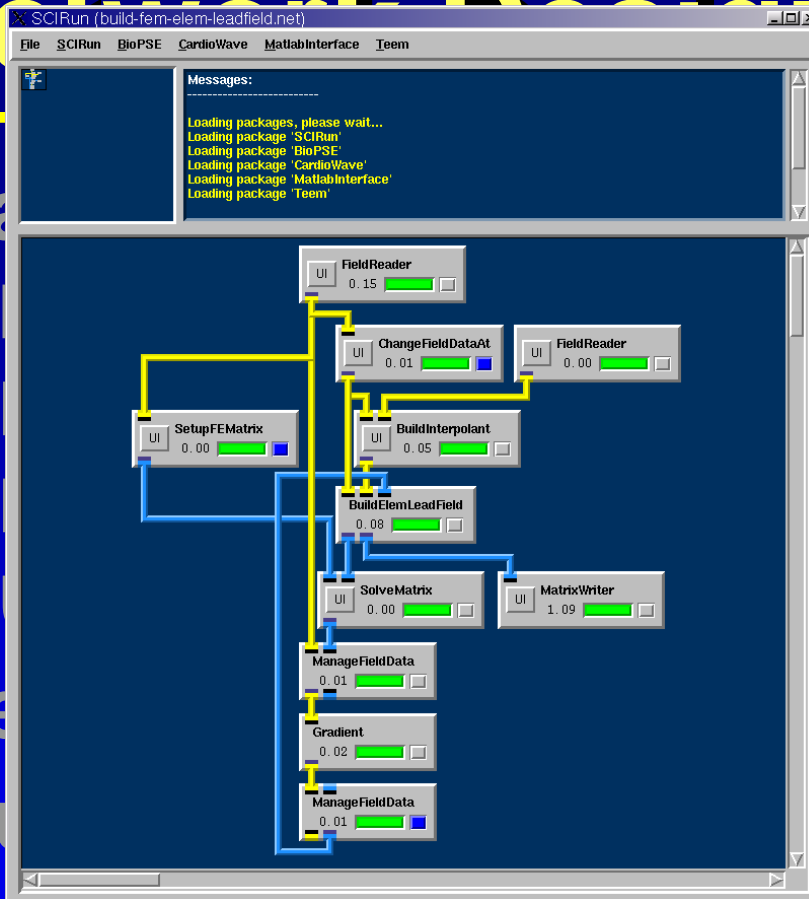 SCIRun (build-fem-elem-leadfield.net)
File SCIRun BioPSE CardioWave MatlabInterface Teem
Messages:
--------------------------
Loading packages, please wait...
Loading package 'SCIRun'
Loading package 'BioPSE'
Loading package 'CardioWave'
Loading package 'MatlabInterface'
Loading package 'Teem'
UI FieldReader
0.15
UI ChangeFieldDataAt
0.01
UI FieldReader
0.00
UI SetupFEMatrix
0.00
UI BuildInterpolant
0.05
BuildElemLeadField
0.08
UI SolveMatrix
0.00
UI MatrixWriter
1.09
ManageFieldData
0.01
Gradient
0.02
ManageFieldData
0.01